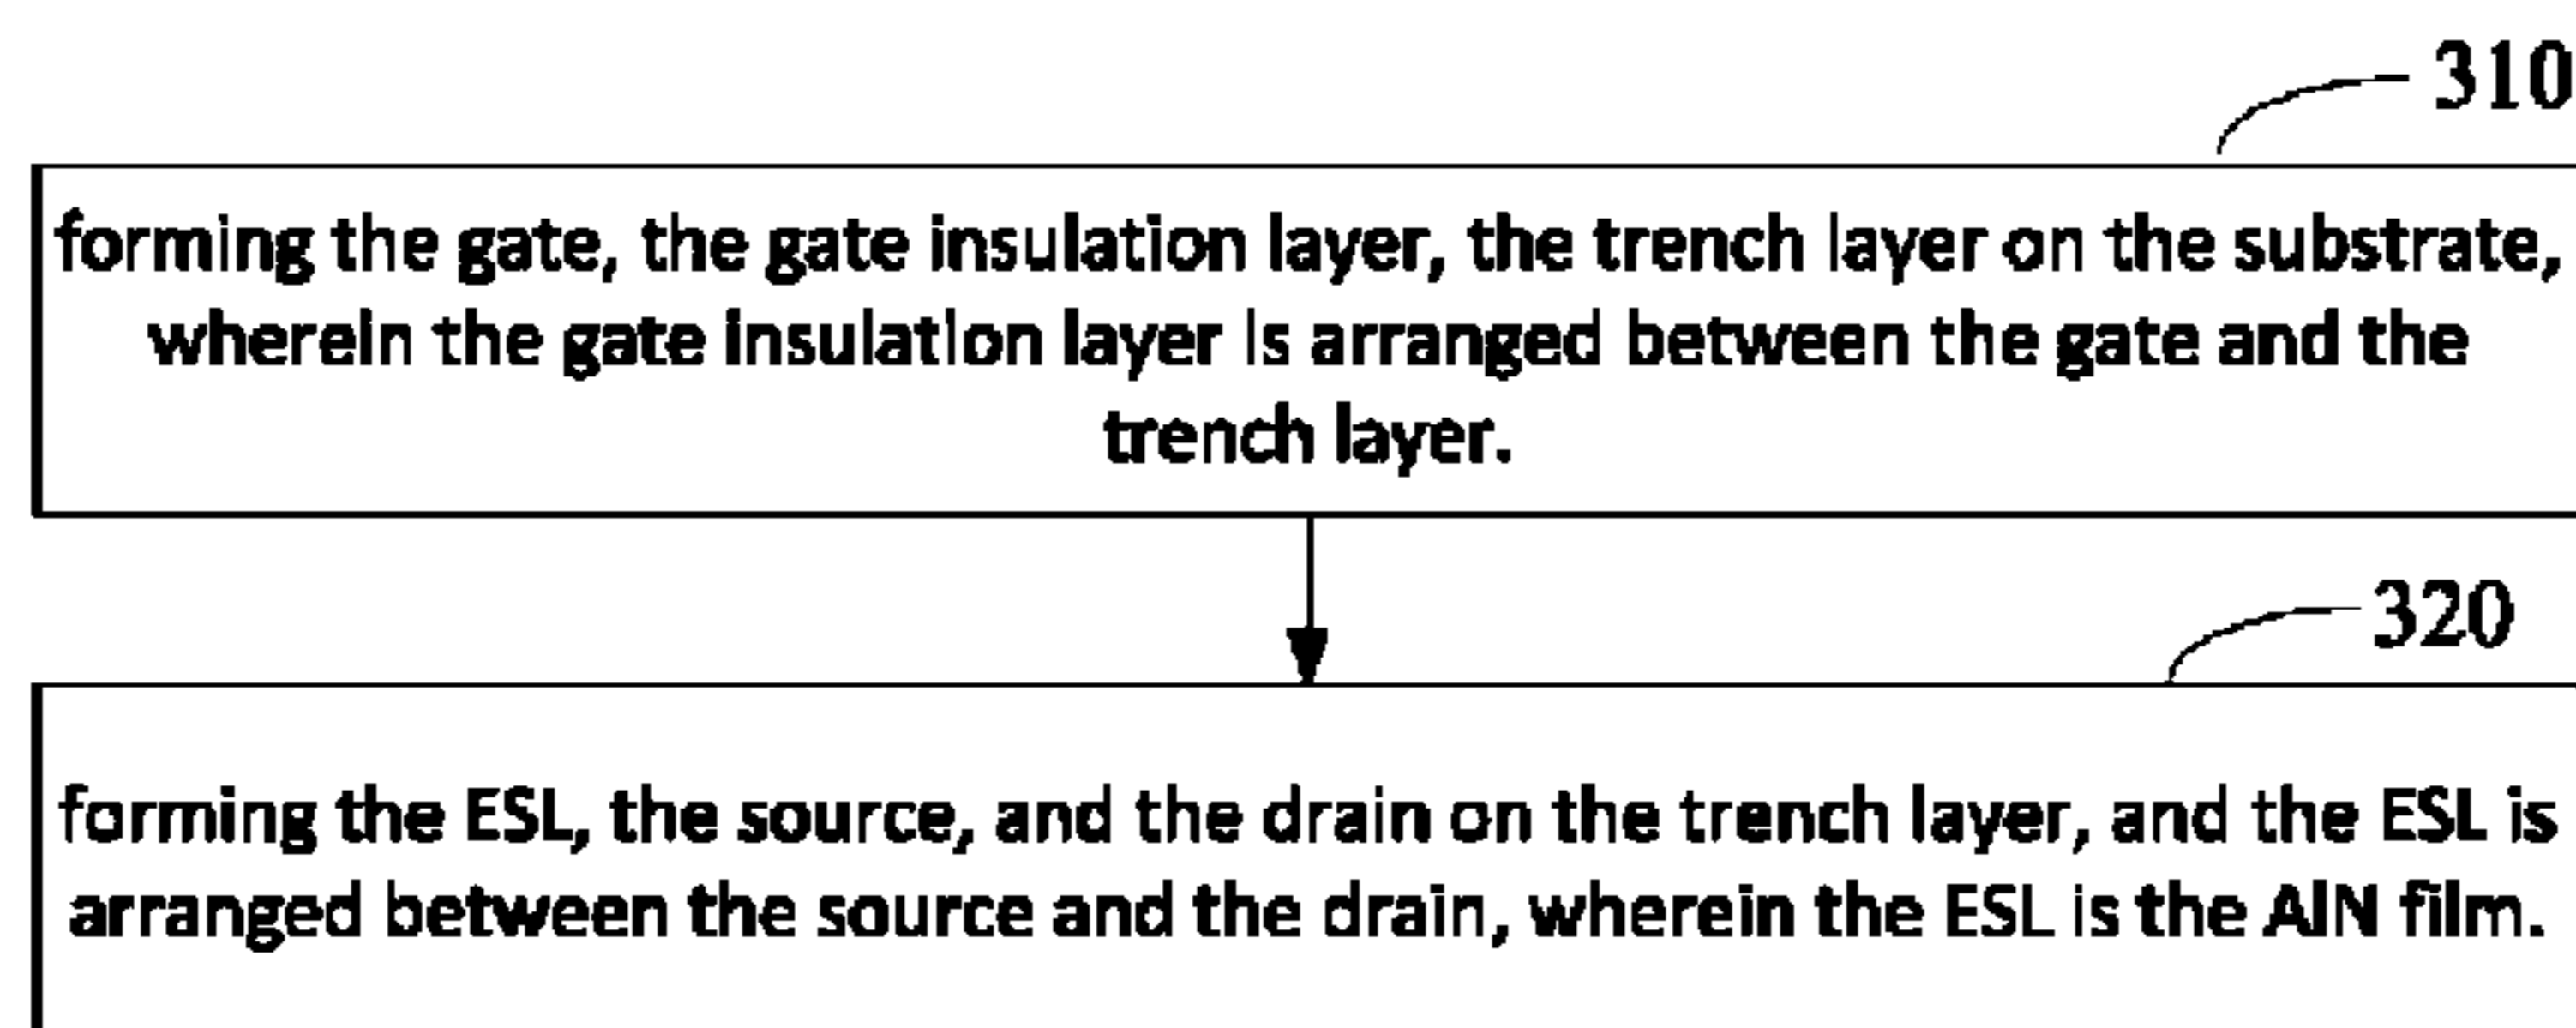 310
forming the gate, the gate insulation layer, the trench layer on the substrate,
wherein the gate insulation layer is arranged between the gate and the
trench layer.
320
forming the ESL, the source, and the drain on the trench layer, and the ESL is
arranged between the source and the drain, wherein the ESL is the AlN film.